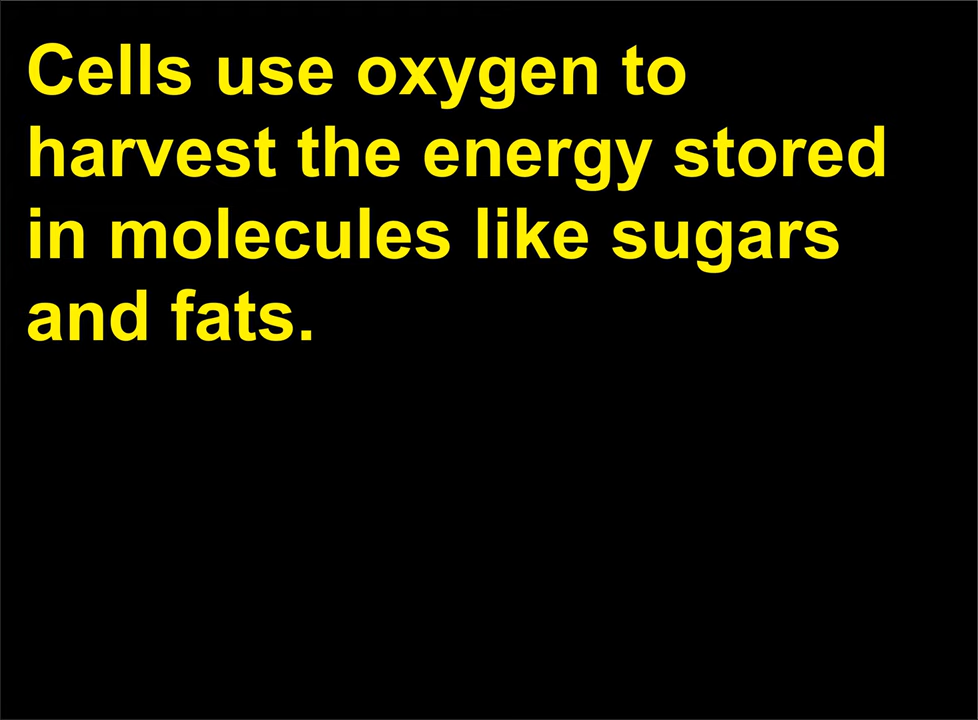 Cells use oxygen to
harvest the energy stored
in molecules like sugars
and fats.